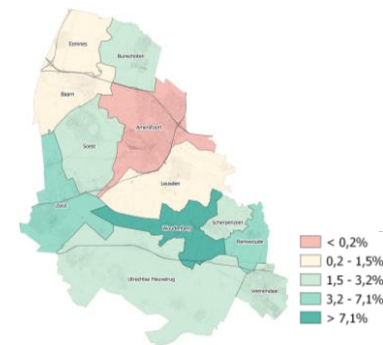 Eemnes
Bunschoten
Baarn
Amersfoort
Soest
Leusden
Zeist
Woudenberg
Scherpenzeel
Renswoude
Utrechtse Heuvelrug
Veenendaal
< 0,2%
0,2 - 1,5%
1,5 - 3,2%
3,2 - 7,1%
> 7,1%